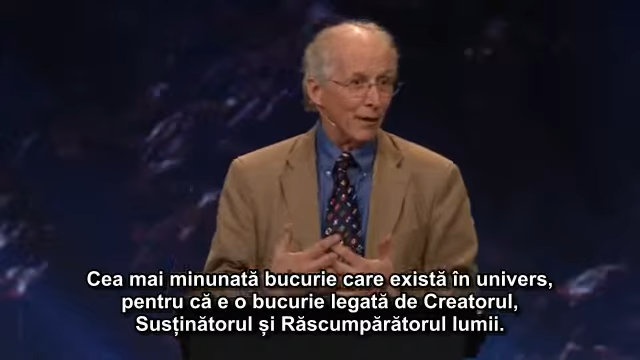 Cea mai minunată bucurie care există în univers,
pentru că e o bucurie legată de Creatorul,
Susținătorul și Răscumpărătorul lumii.